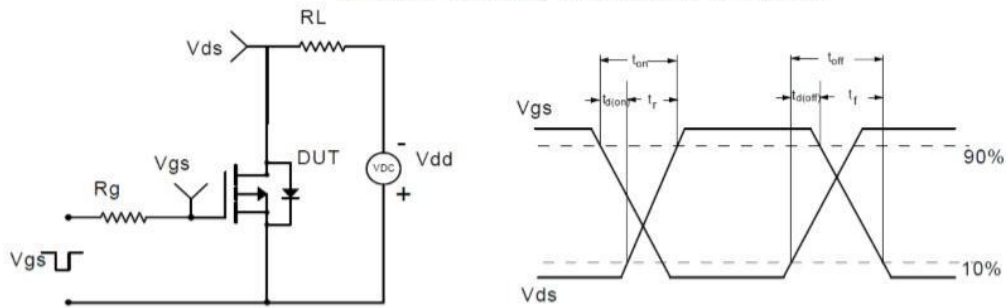 RL
Vds
Vgs
DUT
VDC
-
Vdd
+
Rg
Vgs
ton
toff
td(on)
tr
td(off)
tf
Vgs
90%
10%
Vds